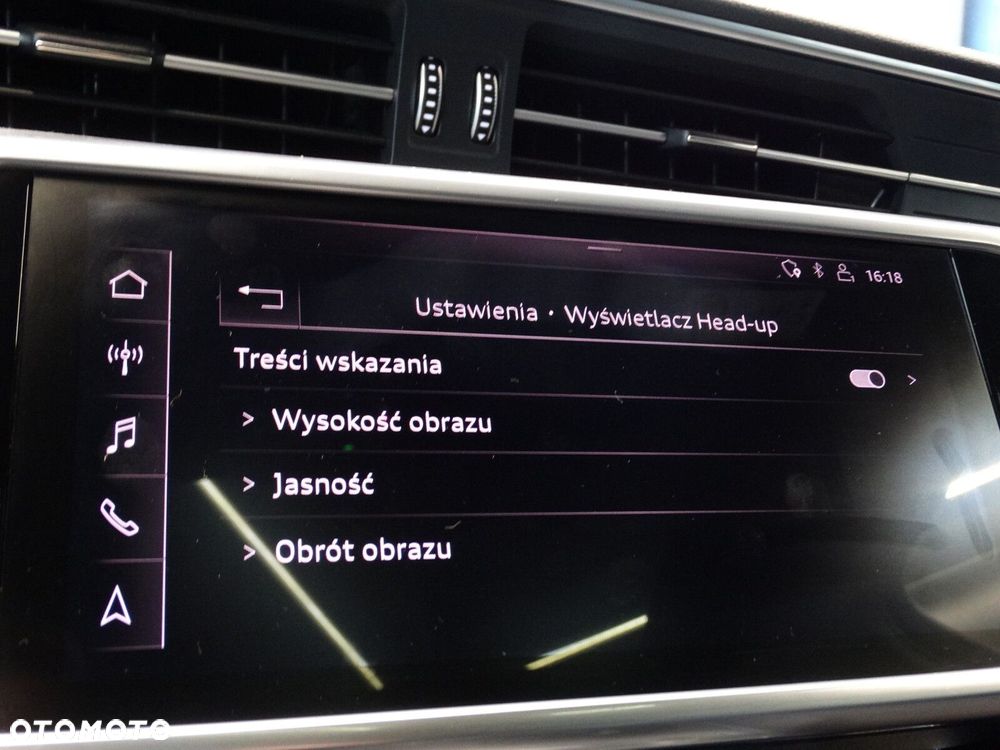 16:18
Ustawienia · Wyświetlacz Head-up
Treści wskazania
> Wysokość obrazu
> Jasność
> Obrót obrazu
OTOMOTO